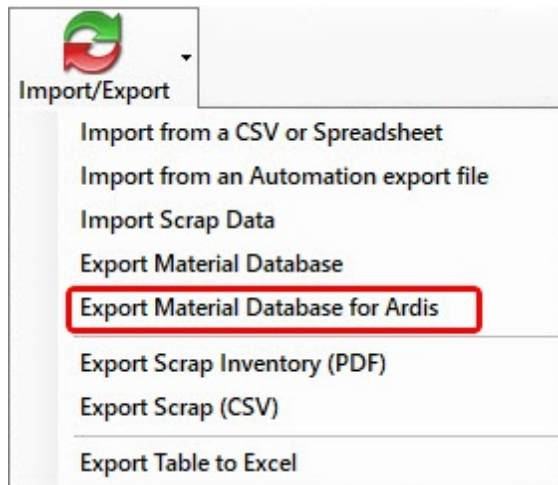 Import/Export
Import from a CSV or Spreadsheet
Import from an Automation export file
Import Scrap Data
Export Material Database
Export Material Database for Ardis
Export Scrap Inventory (PDF)
Export Scrap (CSV)
Export Table to Excel